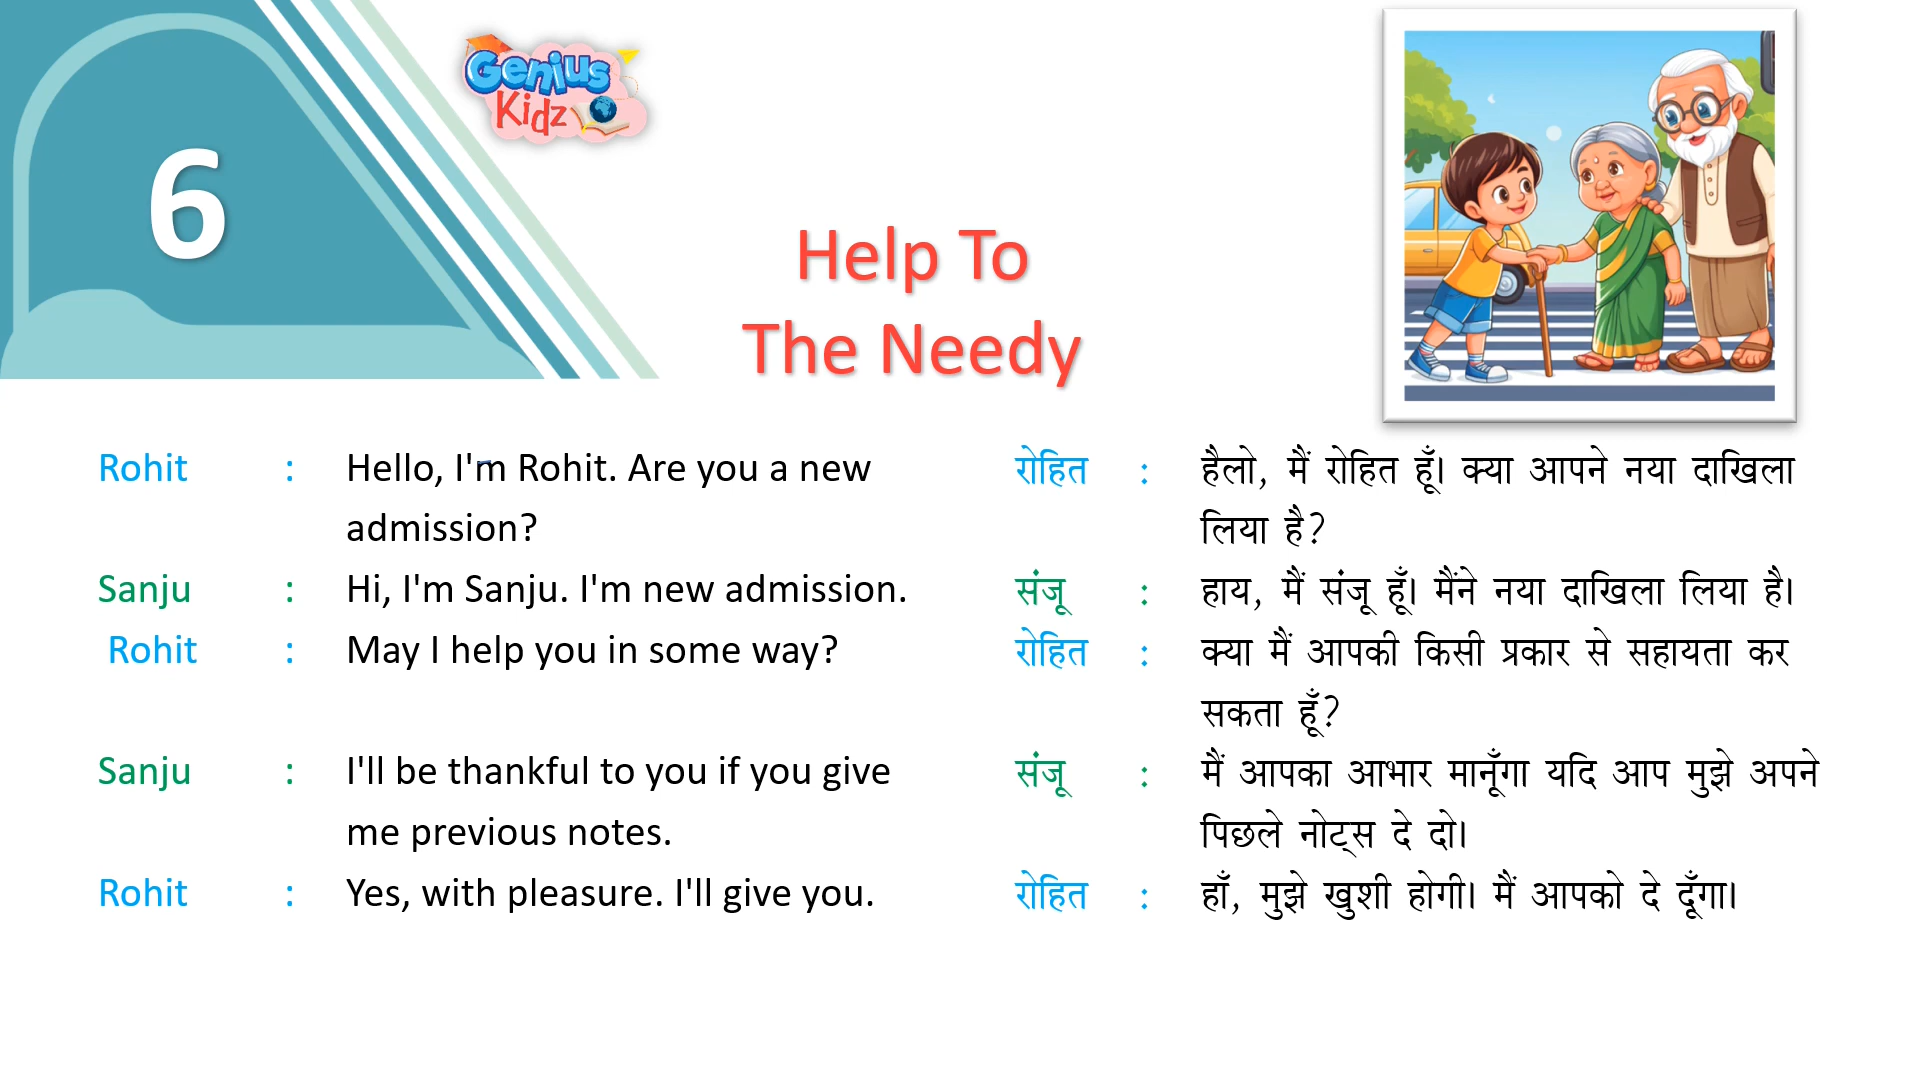 6
Genius
Kidz
Help To
The Needy
Rohit : Hello, I'm Rohit. Are you a new
admission?
Sanju : Hi, I'm Sanju. I'm new admission.
Rohit : May I help you in some way?
Sanju : I'll be thankful to you if you give
me previous notes.
Rohit : Yes, with pleasure. I'll give you.
रोहित : हैलो, मैं रोहित हूँ। क्या आपने नया दाखिला
लिया है?
संजू : हाय, मैं संजू हूँ। मैंने नया दाखिला लिया है।
रोहित : क्या मैं आपकी किसी प्रकार से सहायता कर
सकता हूँ?
संजू : मैं आपका आभार मानूँगा यदि आप मुझे अपने
पिछले नोट्स दे दो।
रोहित : हाँ, मुझे खुशी होगी। मैं आपको दे दूँगा।